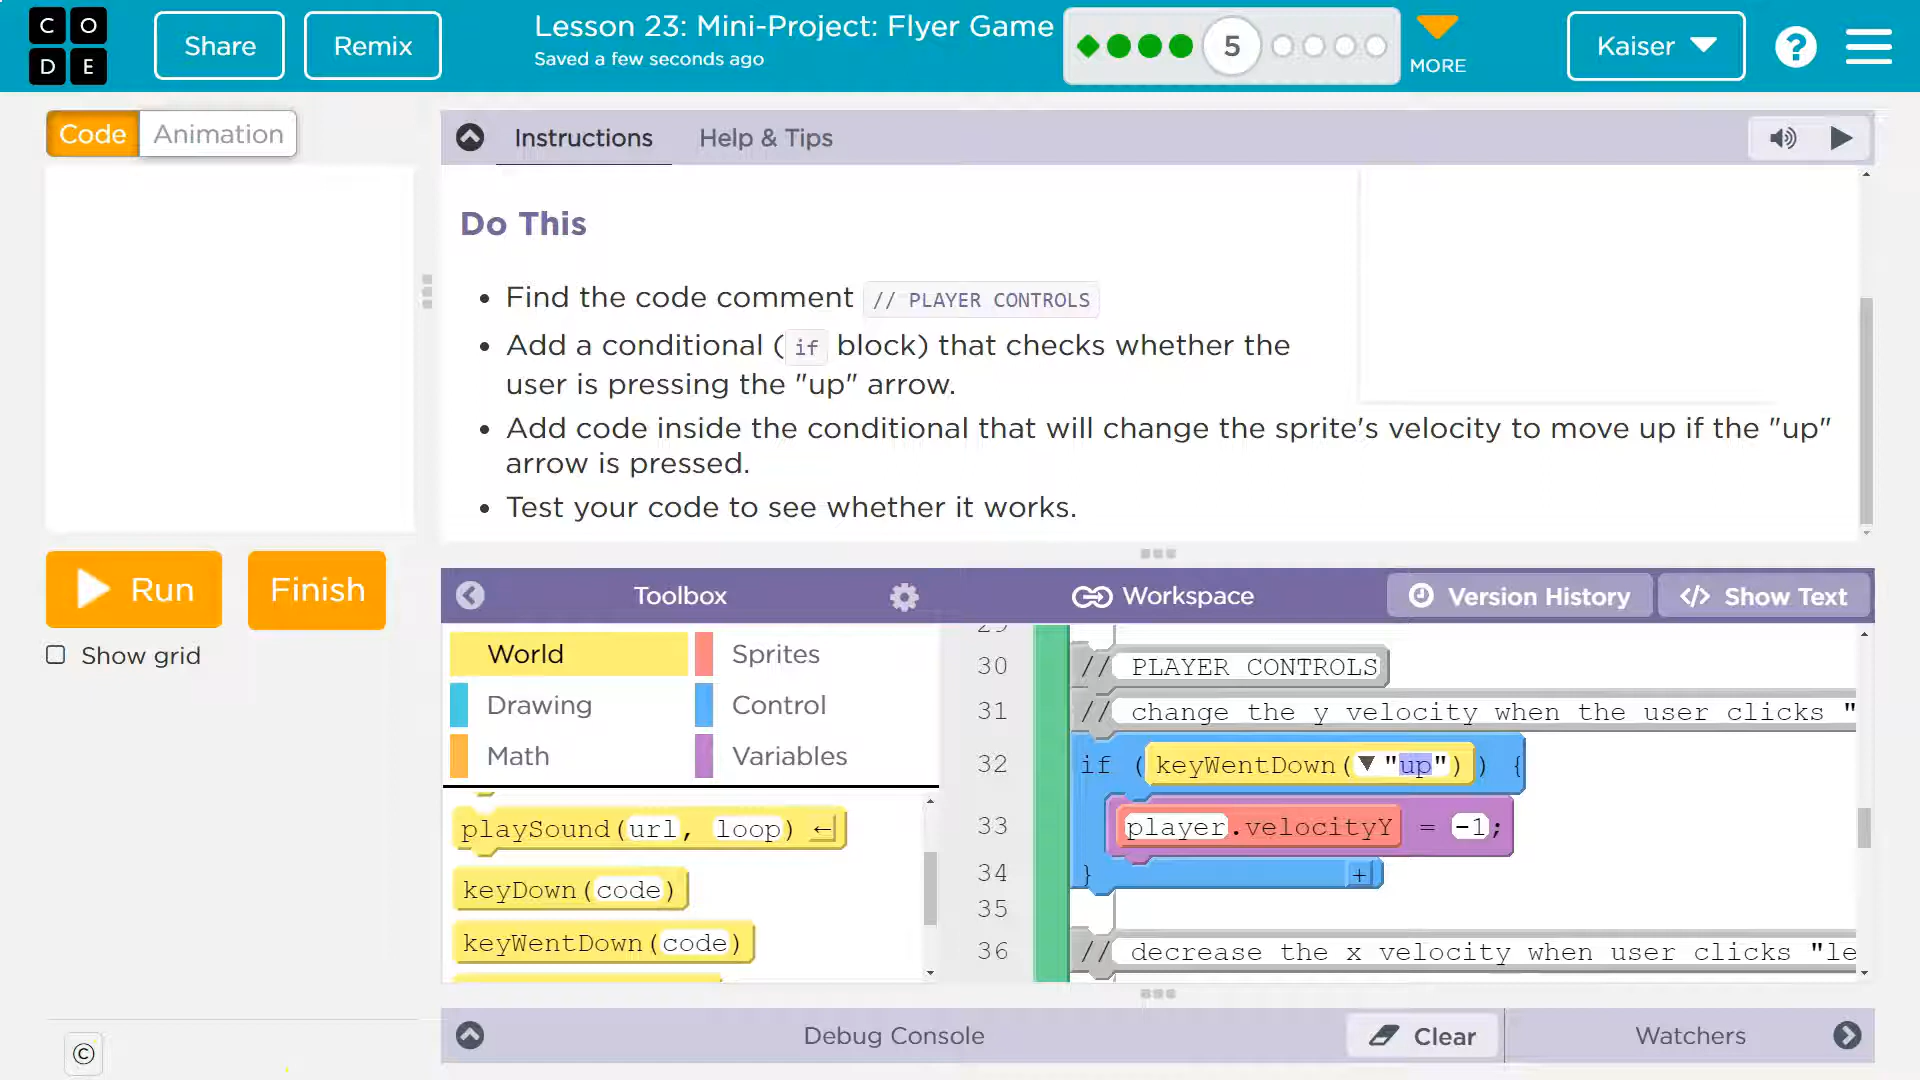 C O
D E
Share
Remix
Lesson 23: Mini-Project: Flyer Game
Saved a few seconds ago
5
MORE
Kaiser
?
Code
Animation
Instructions
Help & Tips
Do This
Find the code comment // PLAYER CONTROLS
Add a conditional (if block) that checks whether the
user is pressing the "up" arrow.
Add code inside the conditional that will change the sprite's velocity to move up if the "up"
arrow is pressed.
Test your code to see whether it works.
Run
Finish
Show grid
Toolbox
Workspace
Version History
</> Show Text
World
Sprites
Drawing
Control
Math
Variables
playSound(url, loop) ←
keyDown(code)
keyWentDown(code)
29
30 // PLAYER CONTROLS
31 // change the y velocity when the user clicks "
32 if (keyWentDown(▼ "up")) {
33 player.velocityY = -1;
34 } +
35
36 // decrease the x velocity when user clicks "le
©
Debug Console
Clear
Watchers